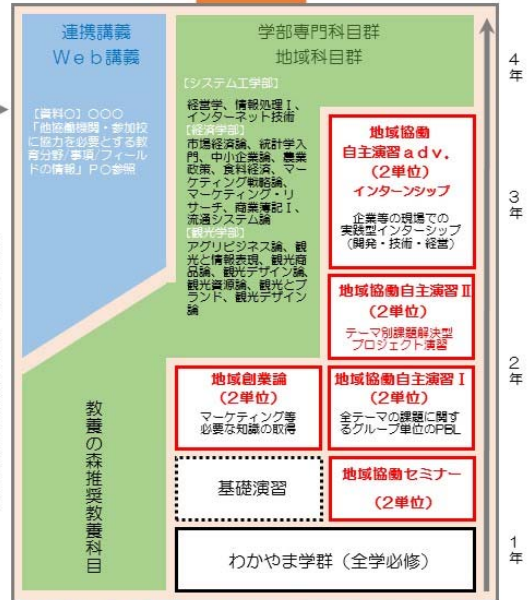 連携講義
Web講義
【資料〇】〇〇〇
「他協働機関・参加校
に協力を必要とする教
育分野/事項/フィール
ドの情報」PO参照
学部専門科目群
地域科目群
【システム工学部】
経営学、情報処理Ⅰ、
インターネット技術
【経済学部】
市場経済論、統計学入
門、中小企業論、農業
政策、食料経済、マー
ケティング戦略論、
マーケティング・リ
サーチ、商業簿記Ⅰ、
流通システム論
【観光学部】
アグリビジネス論、観
光と情報表現、観光商
品論、観光デザイン論、
観光資源論、観光とブ
ランド、観光デザイン
論
地域協働
自主演習adv.
(2単位)
インターンシップ
企業等の現場での
実践型インターシップ
(開発・技術・経営)
地域協働自主演習Ⅱ
(2単位)
テーマ別課題解決型
プロジェクト演習
地域創業論
(2単位)
マーケティング等
必要な知識の取得
地域協働自主演習Ⅰ
(2単位)
全テーマの課題に関す
るグループ単位のPBL
教養の森推奨教養科目
基礎演習
地域協働セミナー
(2単位)
わかやま学群(全学必修)
4年
3年
2年
1年